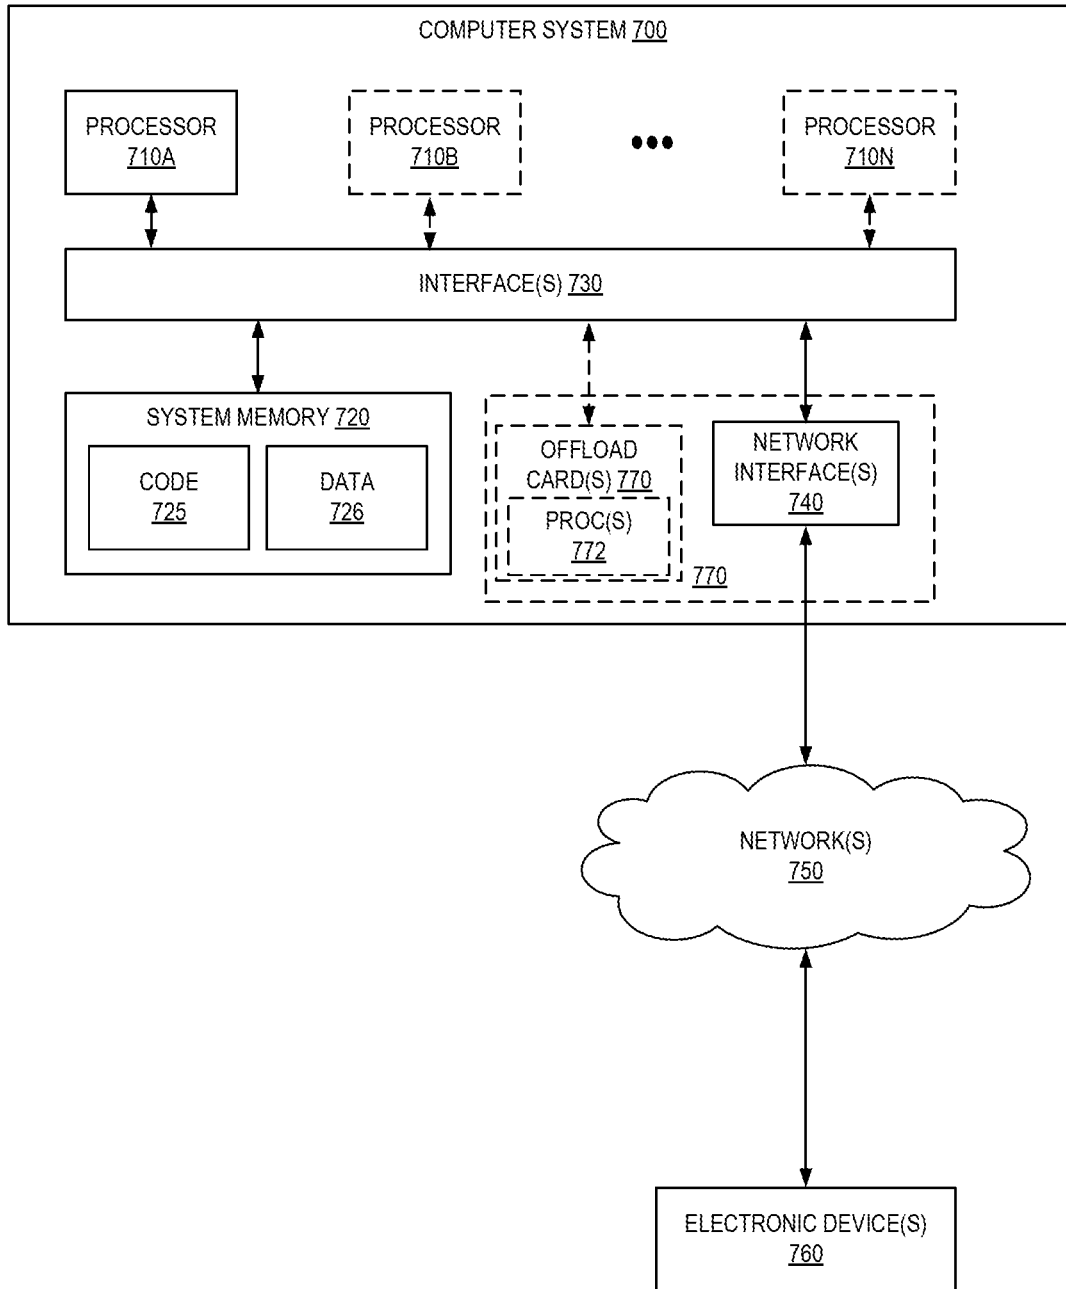 COMPUTER SYSTEM 700
PROCESSOR
710A
PROCESSOR
710B
PROCESSOR
710N
INTERFACE(S) 730
SYSTEM MEMORY 720
CODE
725
DATA
726
OFFLOAD
CARD(S) 770
PROC(S)
772
770
NETWORK
INTERFACE(S)
740
NETWORK(S)
750
ELECTRONIC DEVICE(S)
760